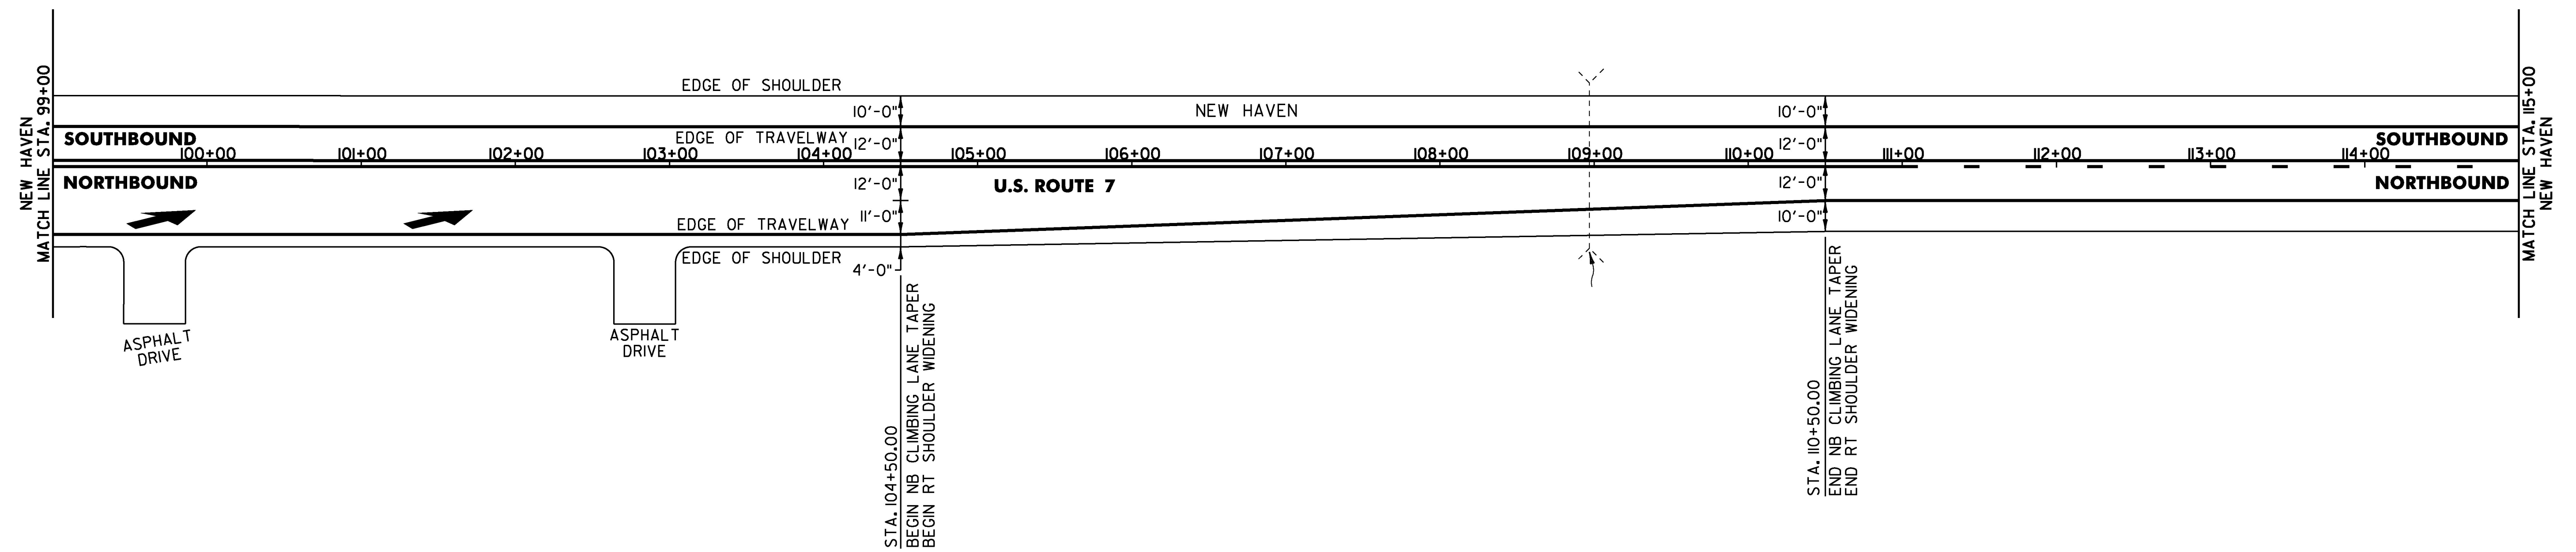 NEW HAVEN
MATCH LINE STA. 99+00
EDGE OF SHOULDER
10'-0"
NEW HAVEN
10'-0"
SOUTHBOUND
EDGE OF TRAVELWAY
12'-0"
12'-0"
SOUTHBOUND
100+00
101+00
102+00
103+00
104+00
105+00
106+00
107+00
108+00
109+00
110+00
111+00
112+00
113+00
114+00
NORTHBOUND
12'-0"
U.S. ROUTE 7
12'-0"
NORTHBOUND
EDGE OF TRAVELWAY
11'-0"
10'-0"
EDGE OF SHOULDER
4'-0"
ASPHALT
DRIVE
ASPHALT
DRIVE
STA. 104+50.00
BEGIN NB CLIMBING LANE TAPER
BEGIN RT SHOULDER WIDENING
STA. 110+50.00
END NB CLIMBING LANE TAPER
END RT SHOULDER WIDENING
MATCH LINE STA. 115+00
NEW HAVEN